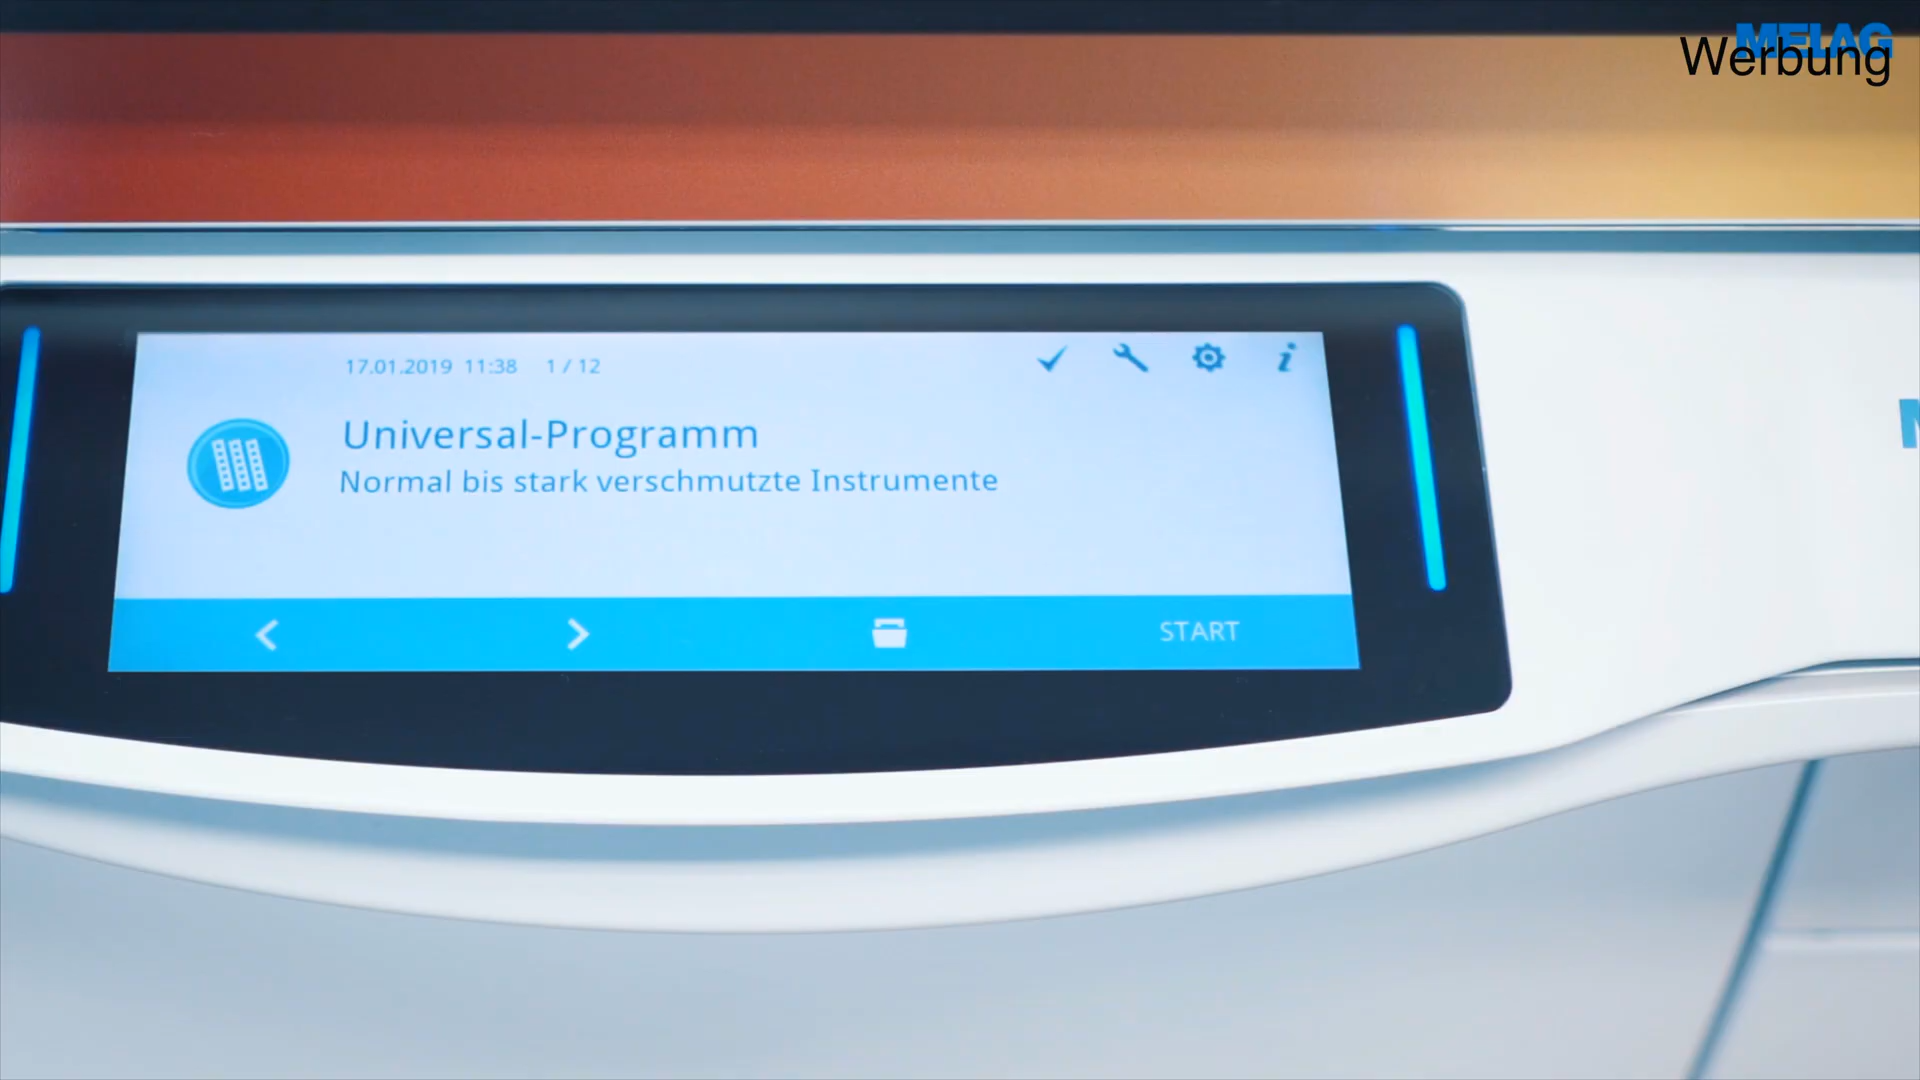 MELAG
Werbung
17.01.2019 11:38 1 / 12
Universal-Programm
Normal bis stark verschmutzte Instrumente
START